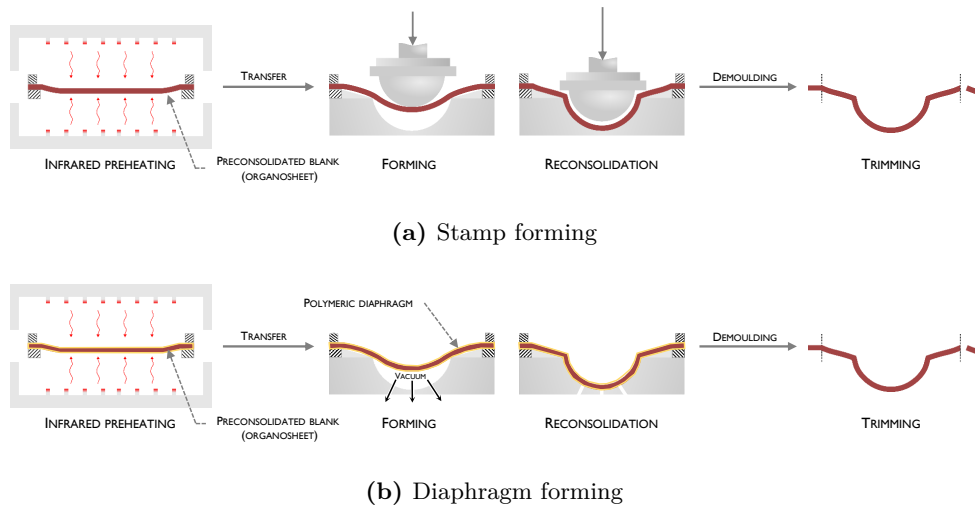 TRANSFER
DEMOULDING
INFRARED PREHEATING
PRECONSOLIDATED BLANK
(ORGANOSHEET)
FORMING
RECONSOLIDATION
TRIMMING
(a) Stamp forming
POLYMERIC DIAPHRAGM
TRANSFER
DEMOULDING
VACUUM
INFRARED PREHEATING
PRECONSOLIDATED BLANK
(ORGANOSHEET)
FORMING
RECONSOLIDATION
TRIMMING
(b) Diaphragm forming